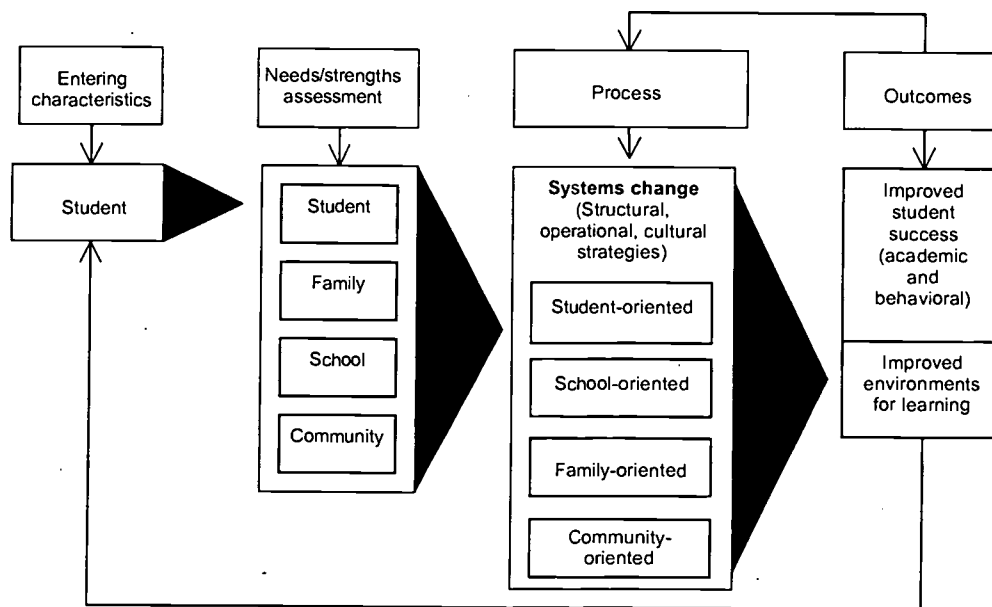 Entering
characteristics
Student
Needs/strengths
assessment
Student
Family
School
Community
Process
Systems change
(Structural,
operational, cultural
strategies)
Student-oriented
School-oriented
Family-oriented
Community-
oriented
Outcomes
Improved
student
success
(academic
and
behavioral)
Improved
environments
for learning